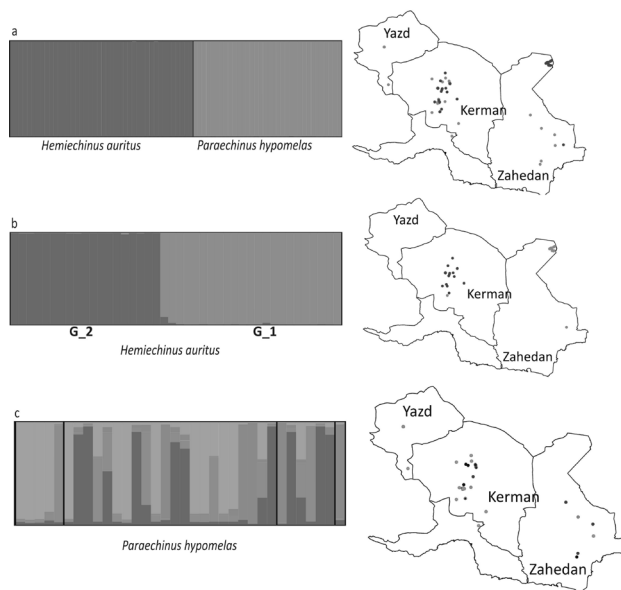 a
Hemiechinus auritus Paraechinus hypomelas
Yazd
Kerman
Zahedan
b
G_2 G_1
Hemiechinus auritus
Yazd
Kerman
Zahedan
c
Paraechinus hypomelas
Yazd
Kerman
Zahedan